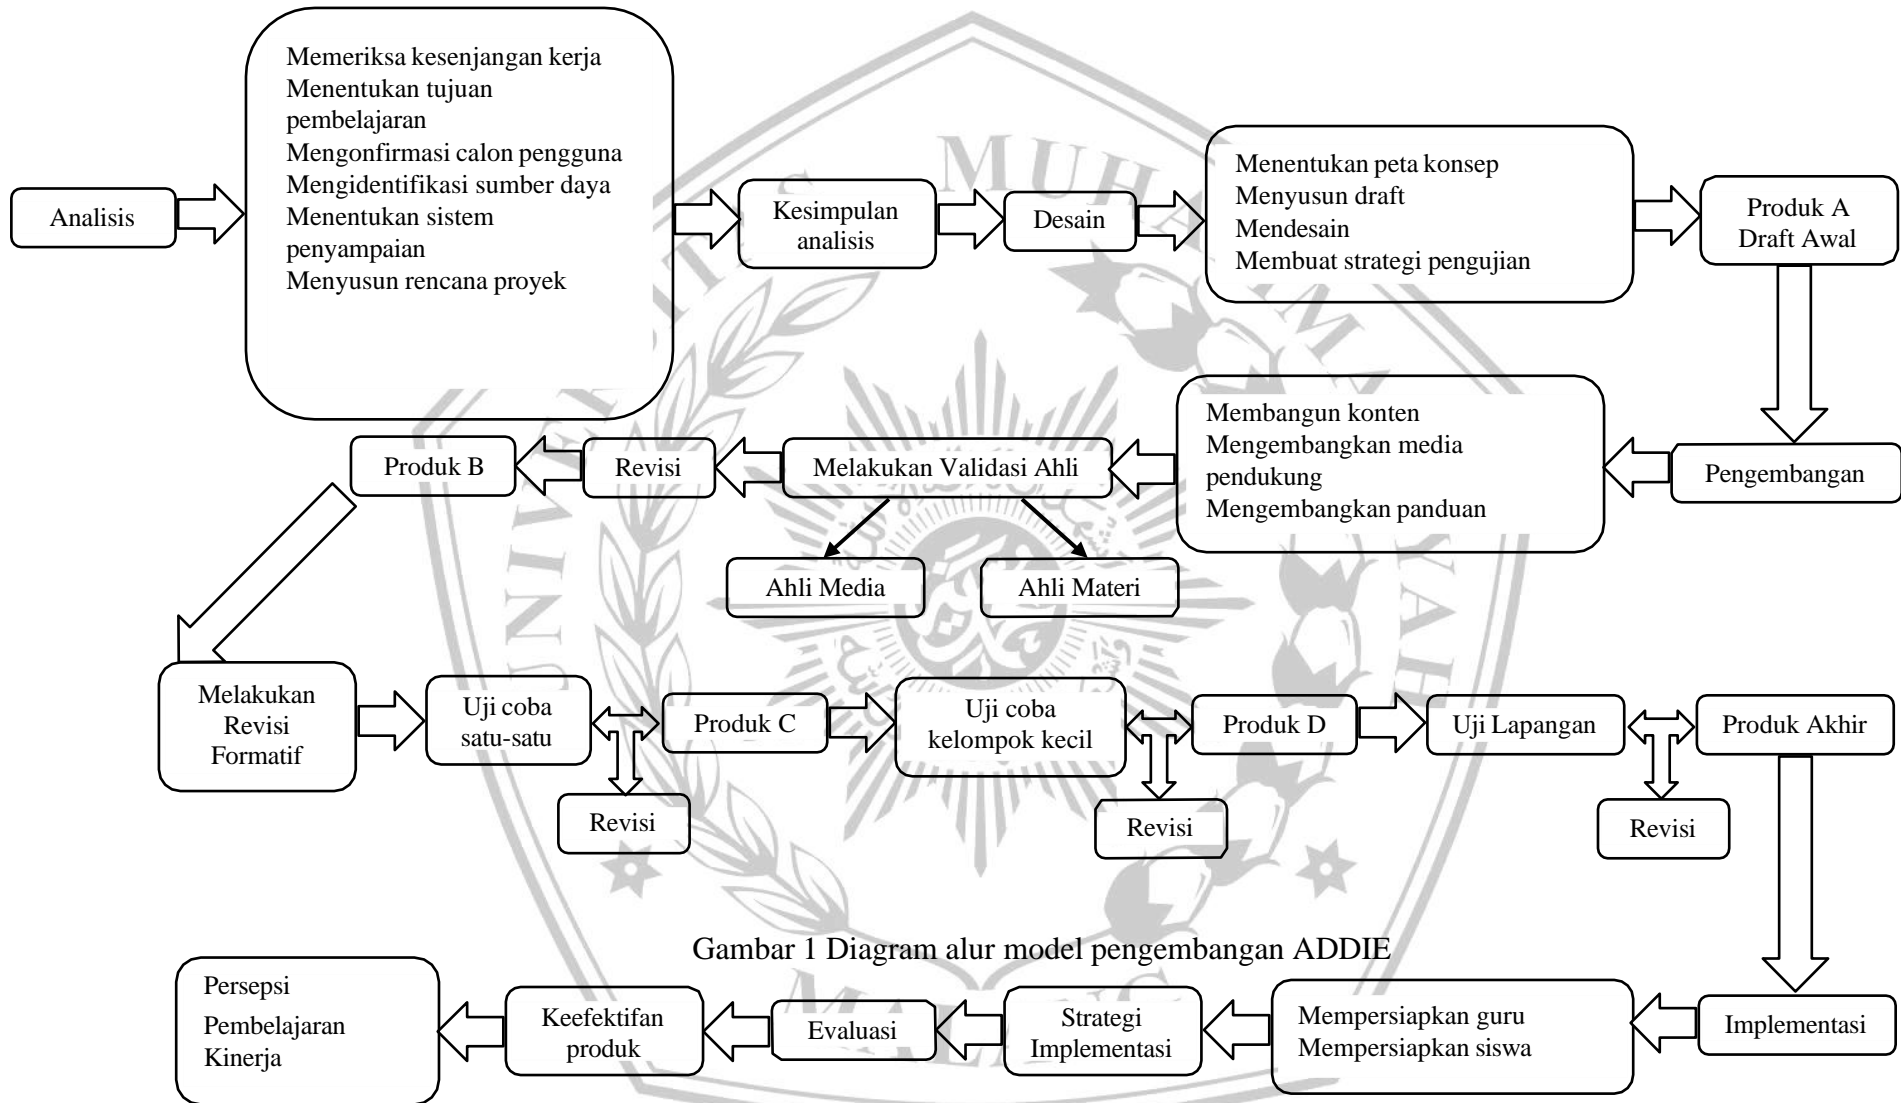 Memeriksa kesenjangan kerja
Menentukan tujuan
pembelajaran
Mengonfirmasi calon pengguna
Mengidentifikasi sumber daya
Menentukan sistem
penyampaian
Menyusun rencana proyek
Analisis
Kesimpulan
analisis
Desain
Menentukan peta konsep
Menyusun draft
Mendesain
Membuat strategi pengujian
Produk A
Draft Awal
Pengembangan
Membangun konten
Mengembangkan media
pendukung
Mengembangkan panduan
Melakukan Validasi Ahli
Ahli Media
Ahli Materi
Revisi
Produk B
Melakukan
Revisi
Formatif
Uji coba
satu-satu
Revisi
Produk C
Uji coba
kelompok kecil
Revisi
Produk D
Uji Lapangan
Revisi
Produk Akhir
Gambar 1 Diagram alur model pengembangan ADDIE
Implementasi
Mempersiapkan guru
Mempersiapkan siswa
Strategi
Implementasi
Evaluasi
Keefektifan
produk
Persepsi
Pembelajaran
Kinerja